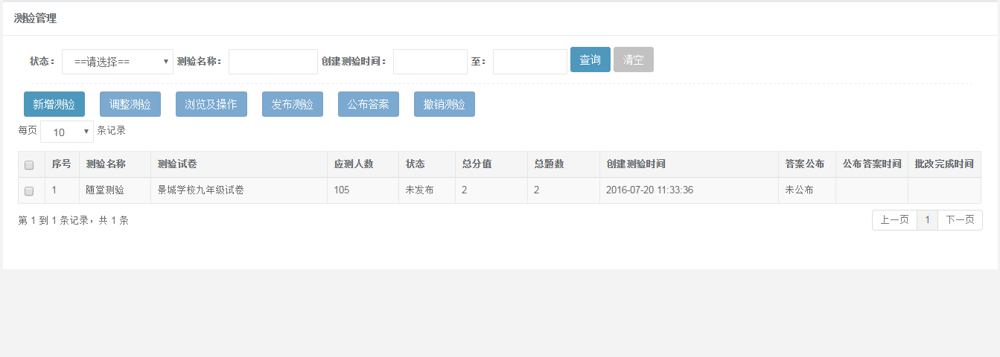 测验管理
状态： ==请选择== 测验名称： 创建测验时间： 至： 查询 清空
新增测验 调整测验 浏览及操作 发布测验 公布答案 撤销测验
每页 10 条记录
序号 测验名称 测验试卷 应测人数 状态 总分值 总题数 创建测验时间 答案公布 公布答案时间 批改完成时间
1 随堂测验 景城学校九年级试卷 105 未发布 2 2 2016-07-20 11:33:36 未公布
第 1 到 1 条记录，共 1 条 上一页 1 下一页